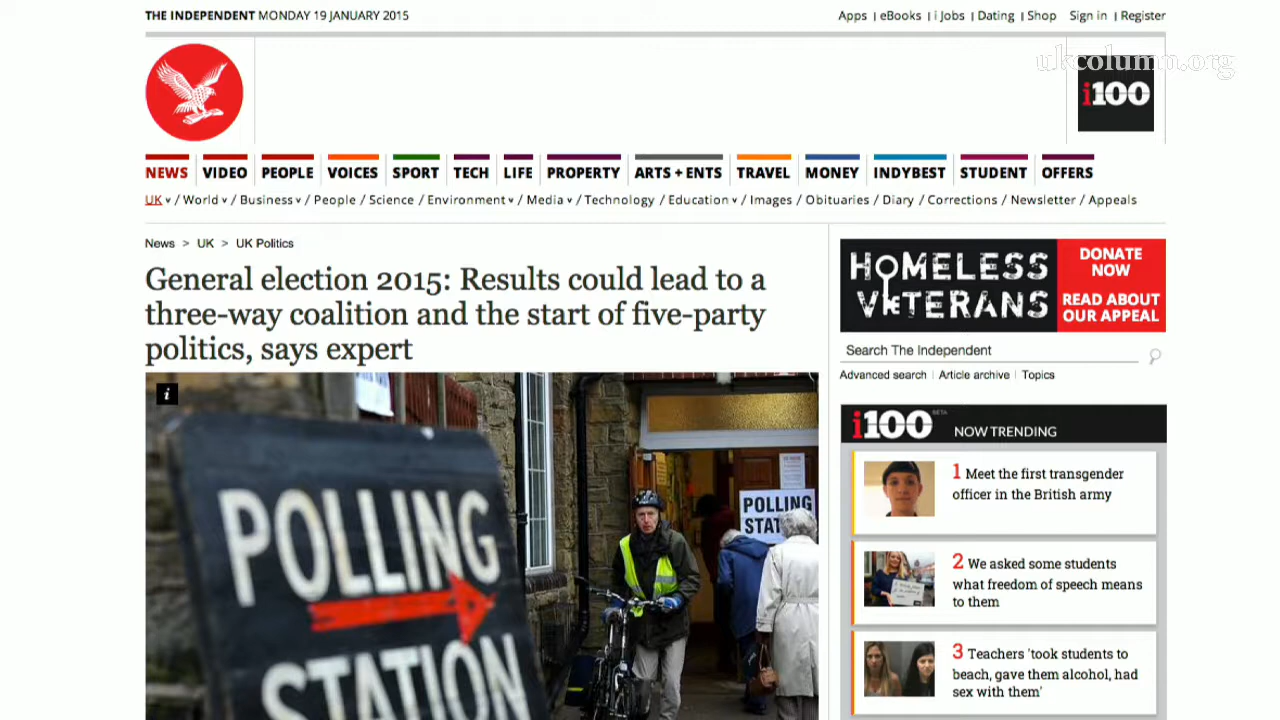 THE INDEPENDENT MONDAY 19 JANUARY 2015
Apps | eBooks | i Jobs | Dating | Shop Sign in | Register
ukcolumn.org
i100
NEWS VIDEO PEOPLE VOICES SPORT TECH LIFE PROPERTY ARTS + ENTS TRAVEL MONEY INDYBEST STUDENT OFFERS
UK / World / Business / People / Science / Environment / Media / Technology / Education / Images / Obituaries / Diary / Corrections / Newsletter / Appeals
News > UK > UK Politics
General election 2015: Results could lead to a
three-way coalition and the start of five-party
politics, says expert
i
POLLING
STATION
POLLING
STAT
HOMELESS
VETERANS
DONATE
NOW
READ ABOUT
OUR APPEAL
Search The Independent
Advanced search | Article archive | Topics
i100 BETA NOW TRENDING
1 Meet the first transgender
officer in the British army
2 We asked some students
what freedom of speech means
to them
3 Teachers 'took students to
beach, gave them alcohol, had
sex with them'